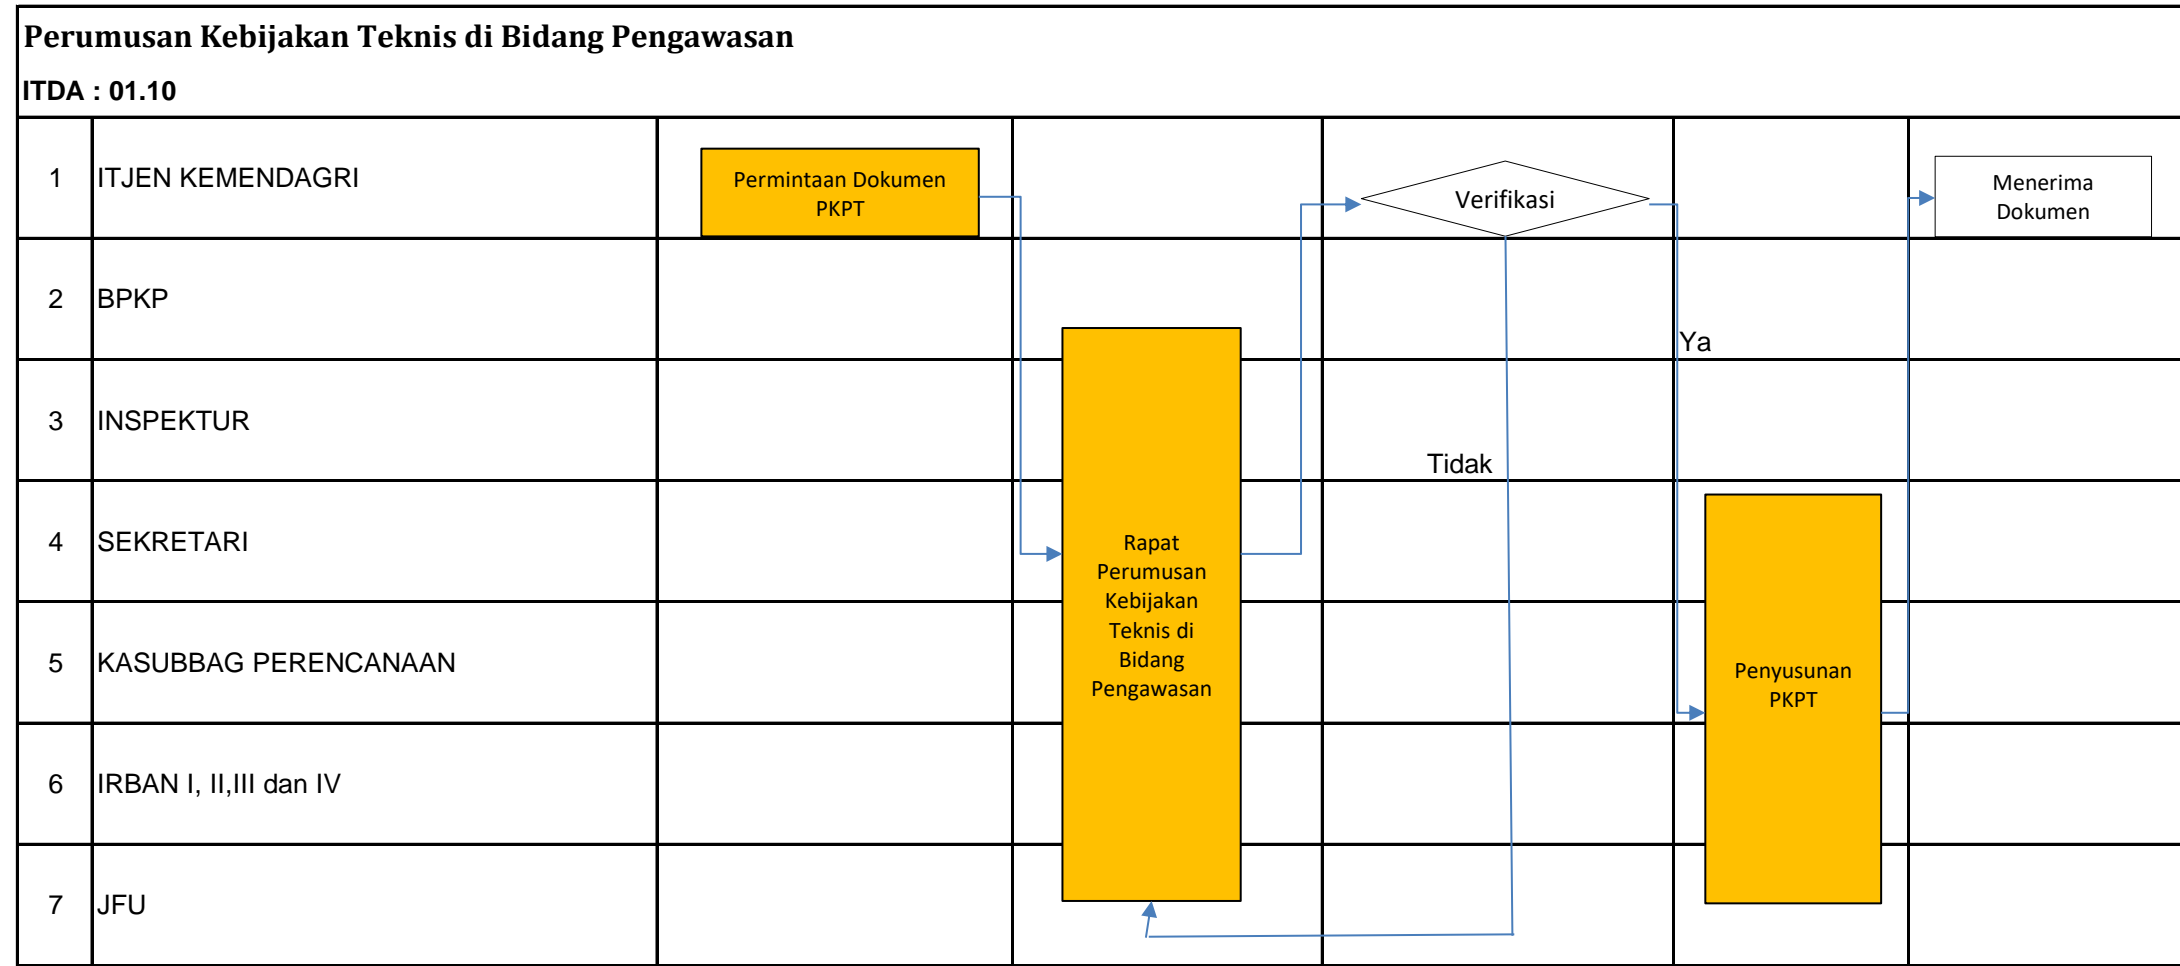 Perumusan Kebijakan Teknis di Bidang Pengawasan
ITDA : 01.10
1 ITJEN KEMENDAGRI
Permintaan Dokumen
PKPT
Verifikasi
Menerima
Dokumen
2 BPKP
Ya
3 INSPEKTUR
Tidak
4 SEKRETARI
Rapat
Perumusan
Kebijakan
Teknis di
Bidang
Pengawasan
5 KASUBBAG PERENCANAAN
Penyusunan
PKPT
6 IRBAN I, II,III dan IV
7 JFU